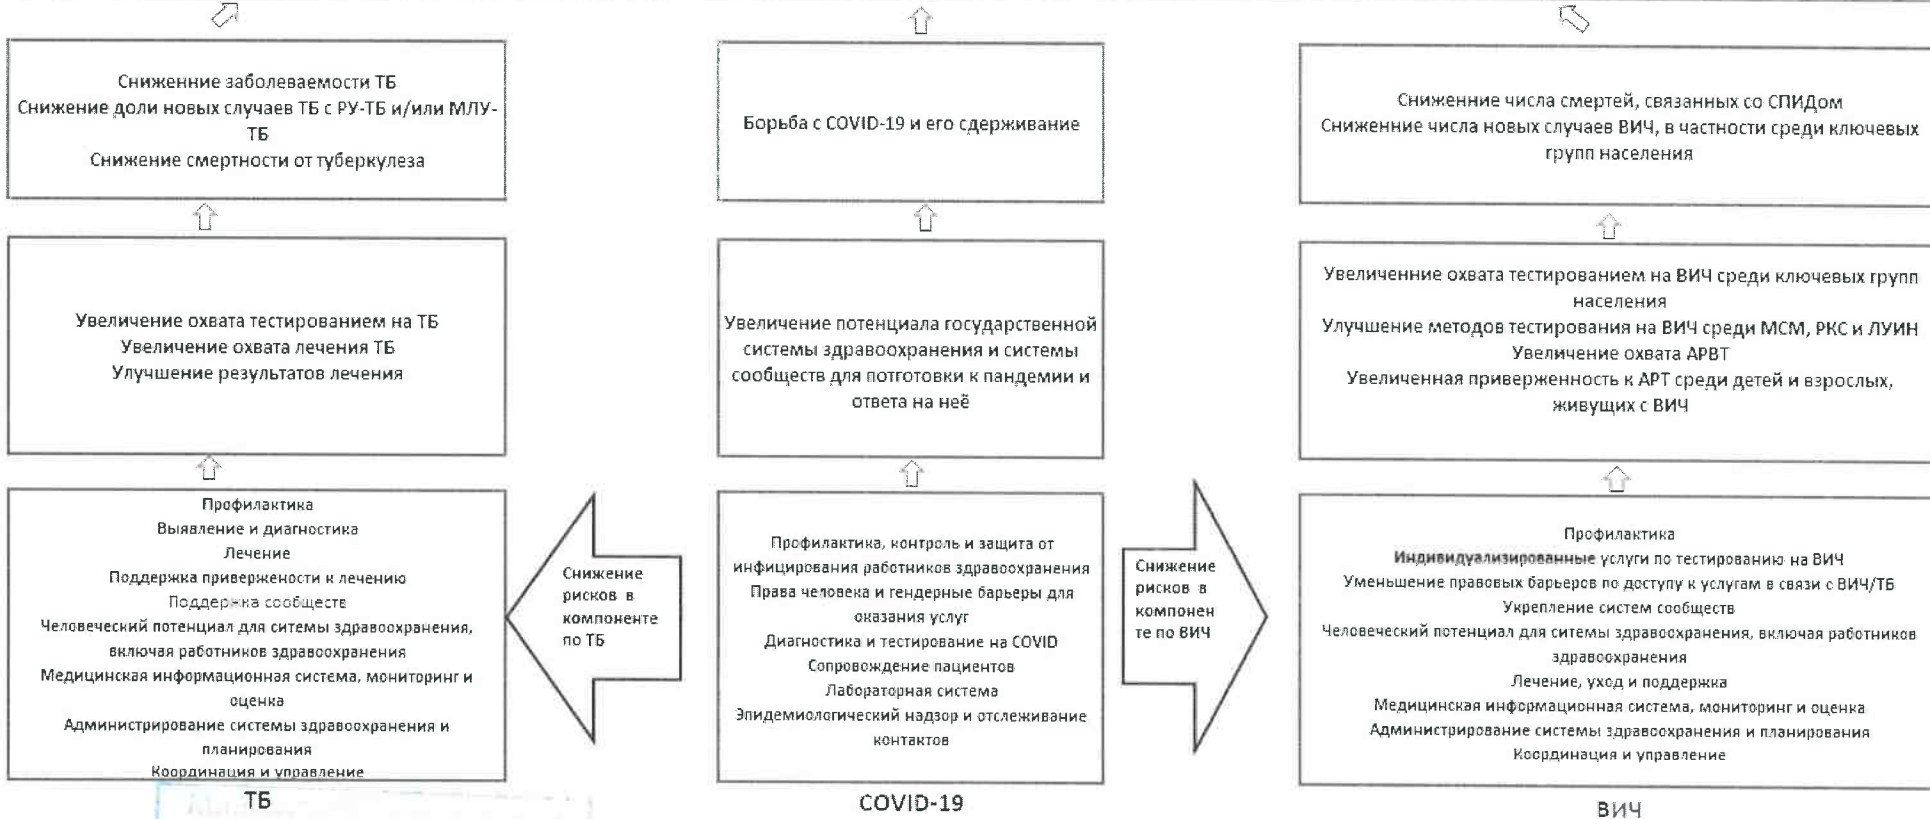 Снижнение заболеваемости ТБ
Снижение доли новых случаев ТБ с РУ-ТБ и/или МЛУ-
ТБ
Снижение смертности от туберкулеза
Борьба с COVID-19 и его сдерживание
Снижнение числа смертей, связанных со СПИДом
Снижнение числа новых случаев ВИЧ, в частности среди ключевых
групп населения
Увеличение охвата тестированием на ТБ
Увеличение охвата лечения ТБ
Улучшение результатов лечения
Увеличение потенциала государственной
системы здравоохранения и системы
сообществ для потготовки к пандемии и
ответа на неё
Увеличенние охвата тестированием на ВИЧ среди ключевых групп
населения
Улучшение методов тестирования на ВИЧ среди МСМ, РКС и ЛУИН
Увеличение охвата АРВТ
Увеличенная приверженность к АРТ среди детей и взрослых,
живущих с ВИЧ
Профилактика
Выявление и диагностика
Лечение
Поддержка привержености к лечению
Поддержка сообществ
Человеческий потенциал для ситемы здравоохранения,
включая работников здравоохранения
Медицинская информационная система, мониторинг и
оценка
Администрирование системы здравоохранения и
планирования
Координация и управление
Снижение
рисков в
компоненте
по ТБ
Профилактика, контроль и защита от
инфицирования работников здравоохранения
Права человека и гендерные барьеры для
оказания услуг
Диагностика и тестирование на COVID
Сопровождение пациентов
Лабораторная система
Эпидемиологический надзор и отслеживание
контактов
Снижение
рисков в
компонен
те по ВИЧ
Профилактика
Индивидуализированные услуги по тестированию на ВИЧ
Уменьшение правовых барьеров по доступу к услугам в связи с ВИЧ/ТБ
Укрепление систем сообществ
Человеческий потенциал для ситемы здравоохранения, включая работников
здравоохранения
Лечение, уход и поддержка
Медицинская информационная система, мониторинг и оценка
Администрирование системы здравоохранения и планирования
Координация и управление
ТБ
COVID-19
ВИЧ